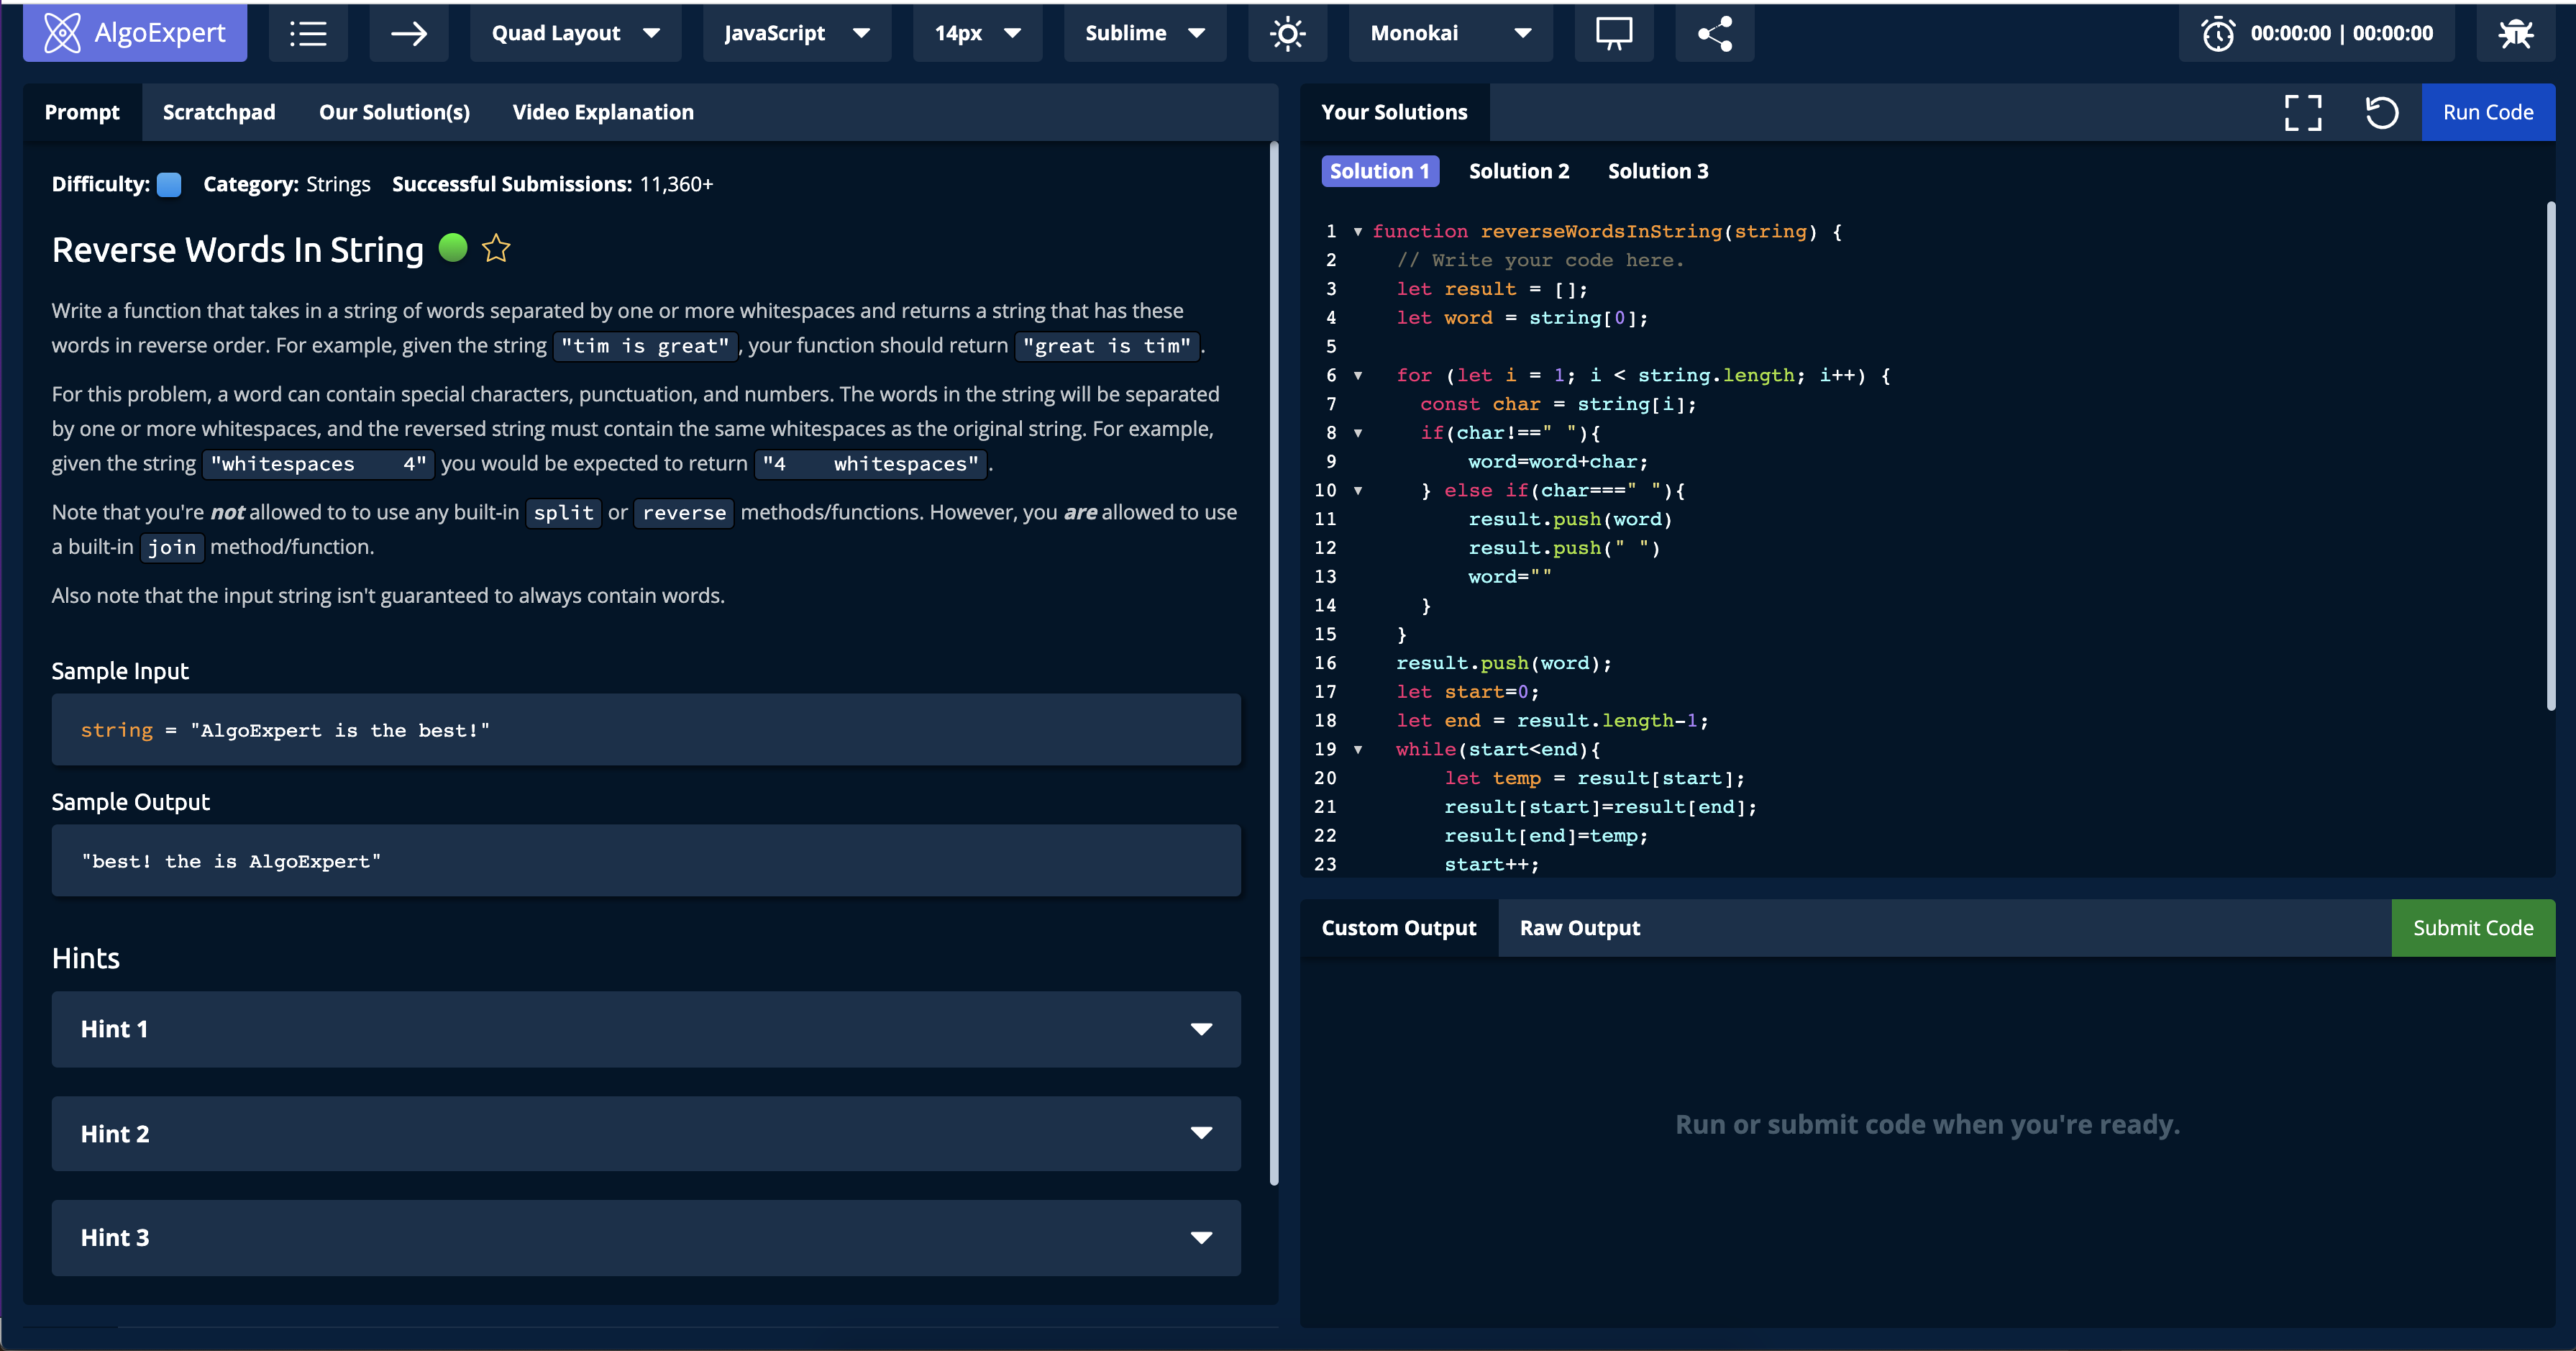 AlgoExpert
Quad Layout
JavaScript
14px
Sublime
Monokai
00:00:00 | 00:00:00
Prompt
Scratchpad
Our Solution(s)
Video Explanation
Difficulty: Category: Strings Successful Submissions: 11,360+
Reverse Words In String
Write a function that takes in a string of words separated by one or more whitespaces and returns a string that has these
words in reverse order. For example, given the string "tim is great", your function should return "great is tim".
For this problem, a word can contain special characters, punctuation, and numbers. The words in the string will be separated
by one or more whitespaces, and the reversed string must contain the same whitespaces as the original string. For example,
given the string "whitespaces    4" you would be expected to return "4    whitespaces".
Note that you're not allowed to to use any built-in split or reverse methods/functions. However, you are allowed to use
a built-in join method/function.
Also note that the input string isn't guaranteed to always contain words.
Sample Input
string = "AlgoExpert is the best!"
Sample Output
"best! the is AlgoExpert"
Hints
Hint 1
Hint 2
Hint 3
Your Solutions
Run Code
Solution 1
Solution 2
Solution 3
1 function reverseWordsInString(string) {
2 // Write your code here.
3 let result = [];
4 let word = string[0];
5
6 for (let i = 1; i < string.length; i++) {
7 const char = string[i];
8 if(char!==" "){
9 word=word+char;
10 } else if(char===" "){
11 result.push(word)
12 result.push(" ")
13 word=""
14 }
15 }
16 result.push(word);
17 let start=0;
18 let end = result.length-1;
19 while(start<end){
20 let temp = result[start];
21 result[start]=result[end];
22 result[end]=temp;
23 start++;
Custom Output
Raw Output
Submit Code
Run or submit code when you're ready.